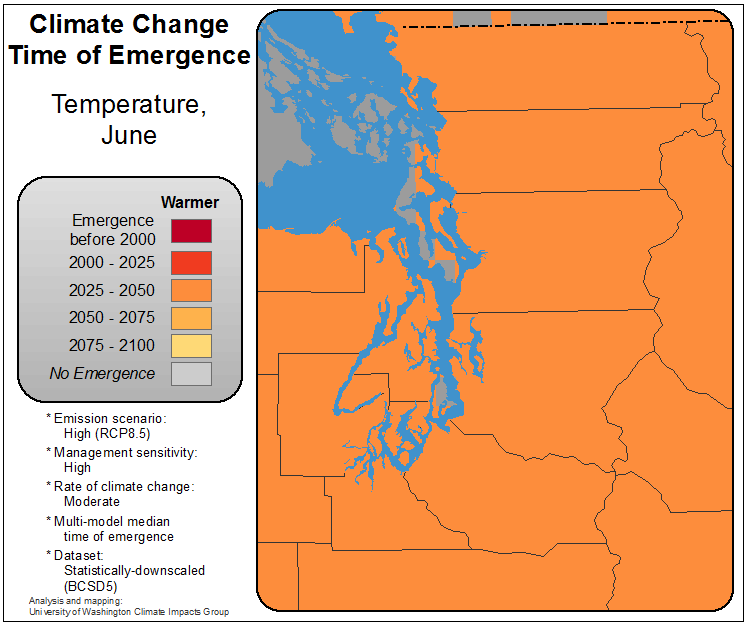 Climate Change
Time of Emergence
Temperature,
June
Warmer
Emergence
before 2000
2000 - 2025
2025 - 2050
2050 - 2075
2075 - 2100
No Emergence
* Emission scenario:
High (RCP8.5)
* Management sensitivity:
High
* Rate of climate change:
Moderate
* Multi-model median
time of emergence
* Dataset:
Statistically-downscaled
(BCSD5)
Analysis and mapping:
University of Washington Climate Impacts Group